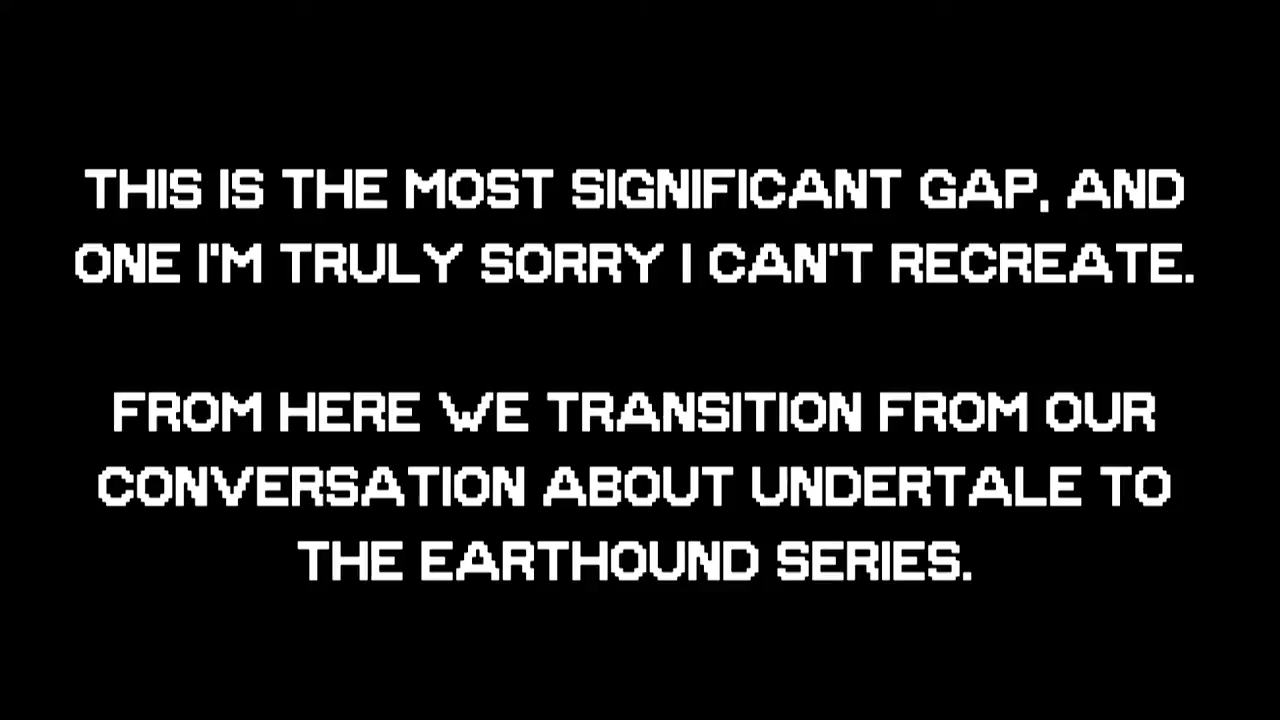 THIS IS THE MOST SIGNIFICANT GAP, AND
ONE I'M TRULY SORRY I CAN'T RECREATE.
FROM HERE WE TRANSITION FROM OUR
CONVERSATION ABOUT UNDERTALE TO
THE EARTHOUND SERIES.